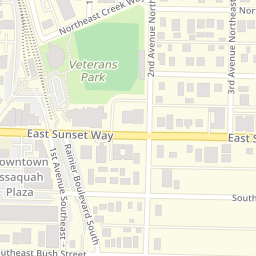 Northeast Creek Way
Veterans
Park
2nd Avenue North
3rd Avenue Northeast
East Sunset Way
East S
owntown
ssaquah
Plaza
1st Avenue Southeast
Rainier Boulevard South
South
outheast Bush Street